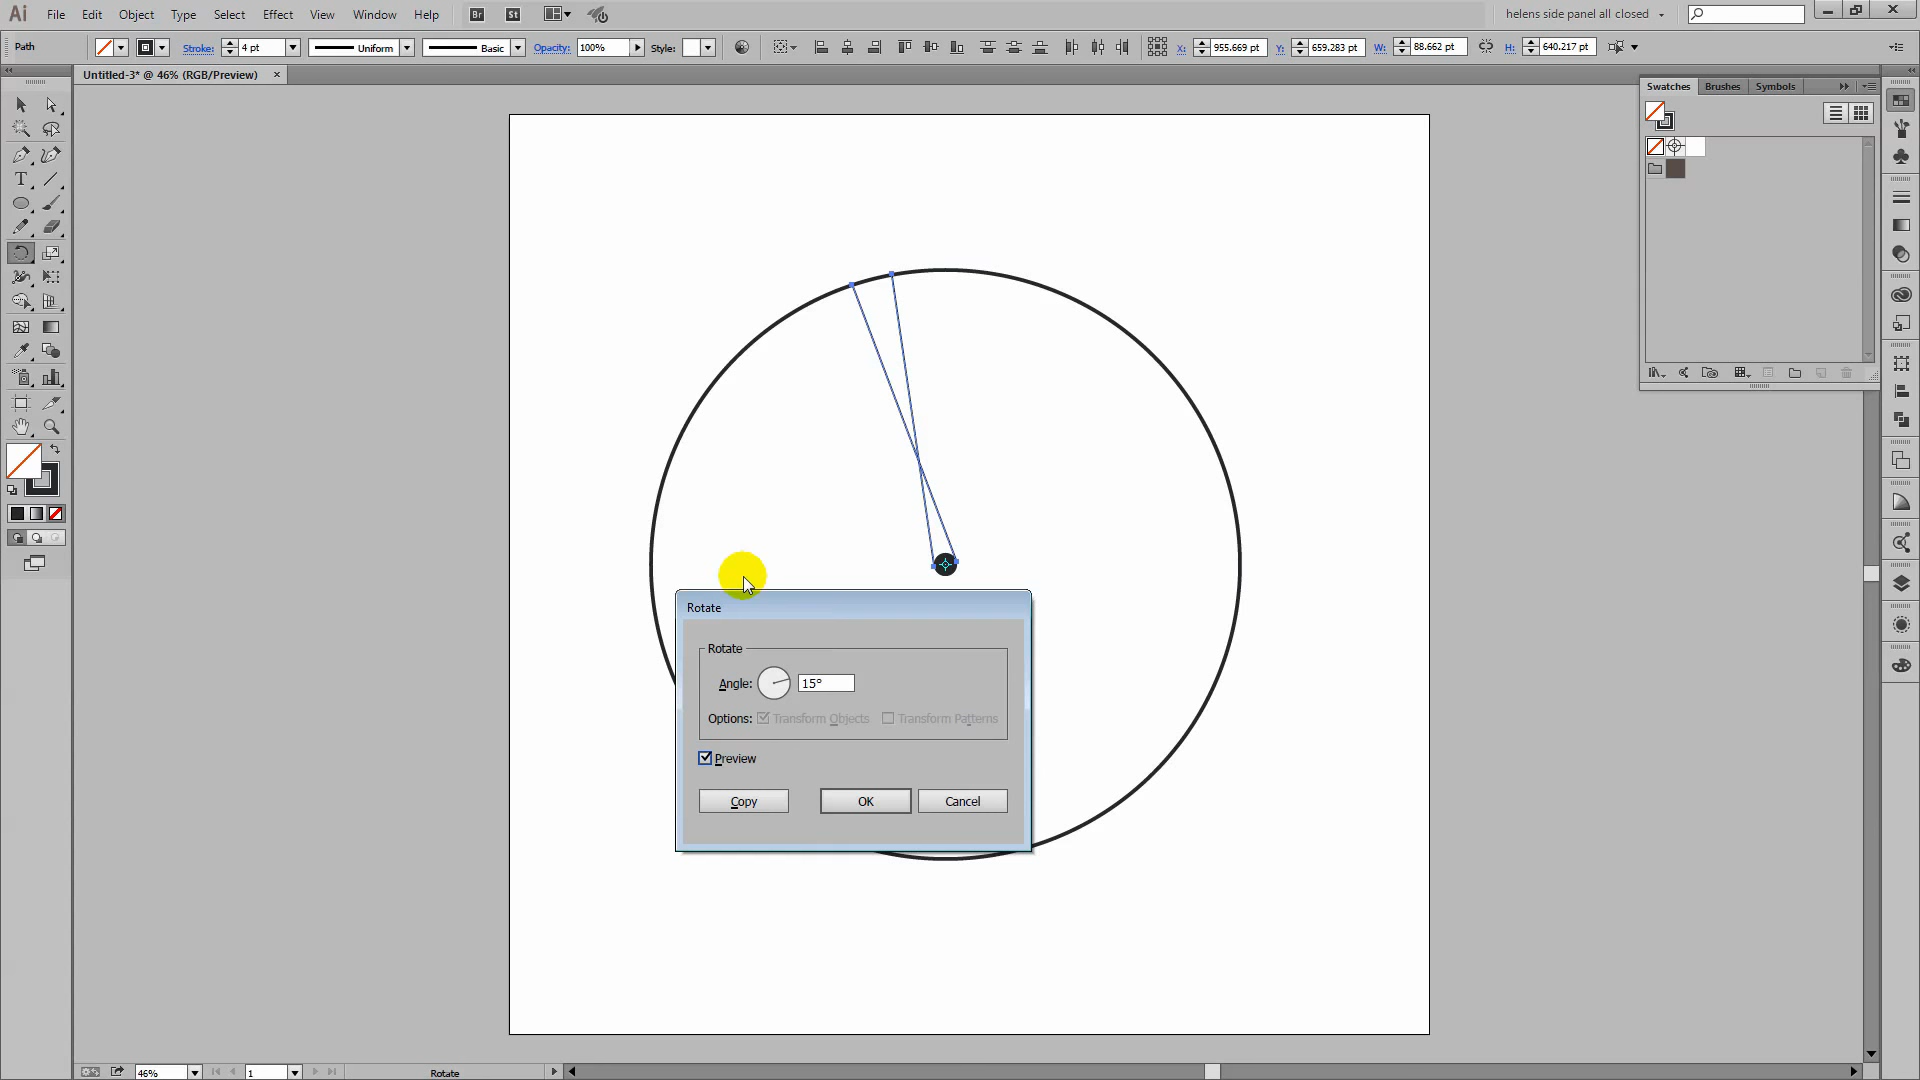 Ai File Edit Object Type Select Effect View Window Help Br St helens side panel all closed
Path Stroke: 4 pt Uniform Basic Opacity: 100% Style: X: 955.669 pt Y: 659.283 pt W: 88.662 pt H: 640.217 pt
Untitled-3* @ 46% (RGB/Preview) ×
Swatches Brushes Symbols
Rotate
Rotate
Angle: 15°
Options: Transform Objects Transform Patterns
Preview
Copy OK Cancel
46% 1 Rotate